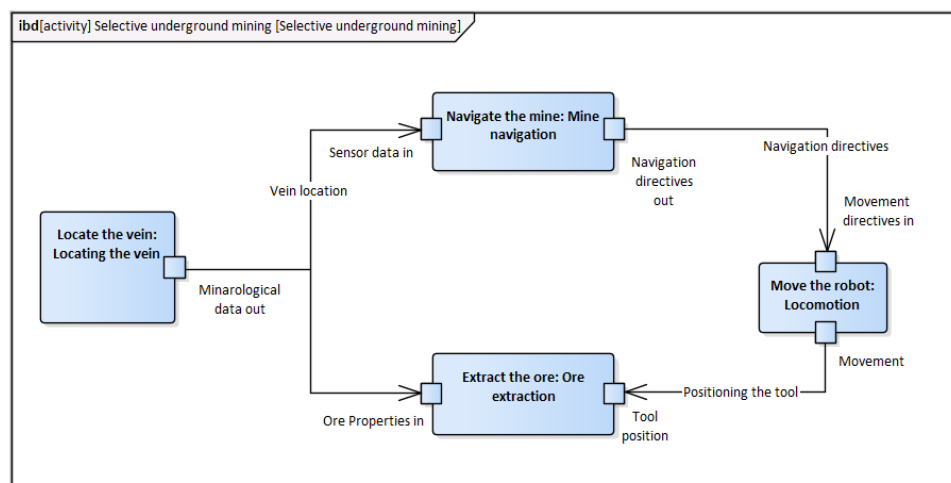 ibd[activity] Selective underground mining [Selective underground mining]
Navigate the mine: Mine
navigation
Sensor data in
Navigation
directives
out
Navigation directives
Vein location
Movement
directives in
Locate the vein:
Locating the vein
Minarological
data out
Move the robot:
Locomotion
Movement
Extract the ore: Ore
extraction
Positioning the tool
Ore Properties in
Tool
position